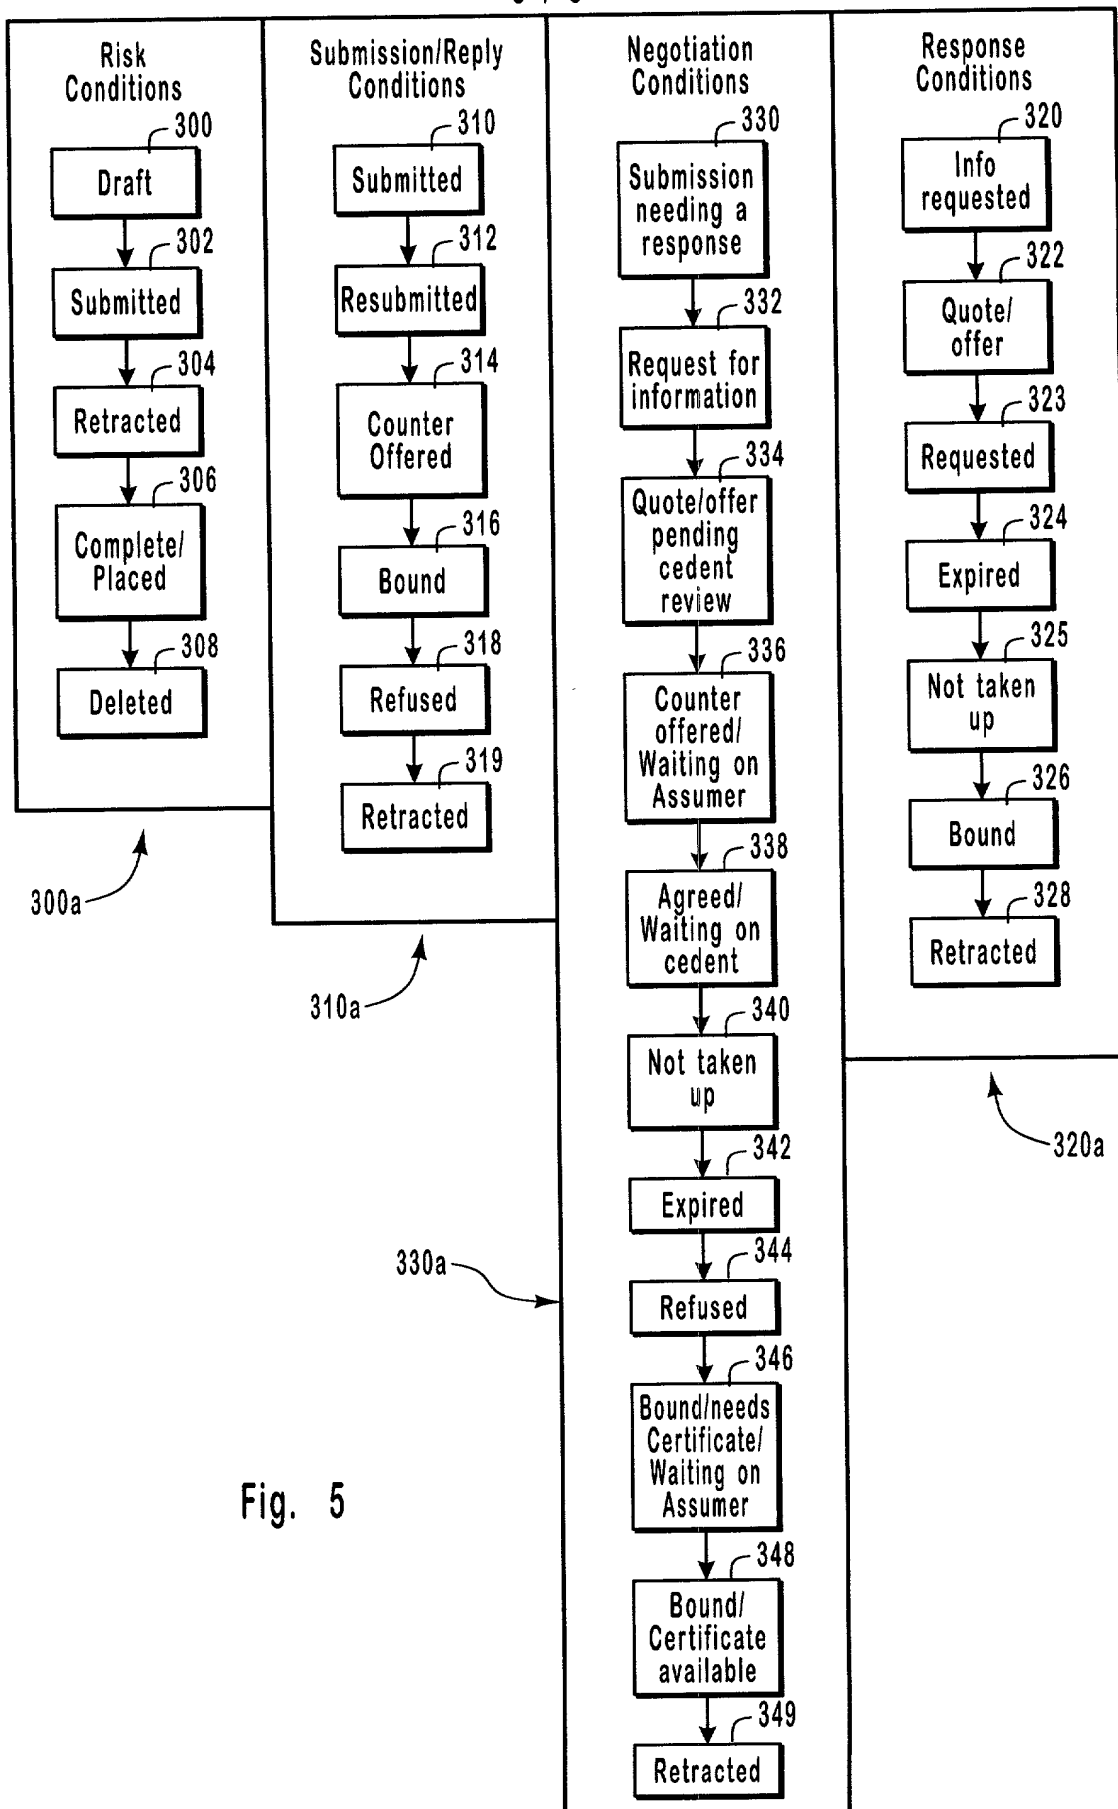 Risk
Conditions
300
Draft
302
Submitted
304
Retracted
306
Complete/
Placed
308
Deleted
300a
Submission/Reply
Conditions
310
Submitted
312
Resubmitted
314
Counter
Offered
316
Bound
318
Refused
319
Retracted
310a
Negotiation
Conditions
330
Submission
needing a
response
332
Request for
information
334
Quote/offer
pending
cedent
review
336
Counter
offered/
Waiting on
Assumer
338
Agreed/
Waiting on
cedent
340
Not taken
up
342
Expired
344
Refused
346
Bound/needs
Certificate/
Waiting on
Assumer
348
Bound/
Certificate
available
349
Retracted
330a
Response
Conditions
320
Info
requested
322
Quote/
offer
323
Requested
324
Expired
325
Not taken
up
326
Bound
328
Retracted
320a
Fig. 5